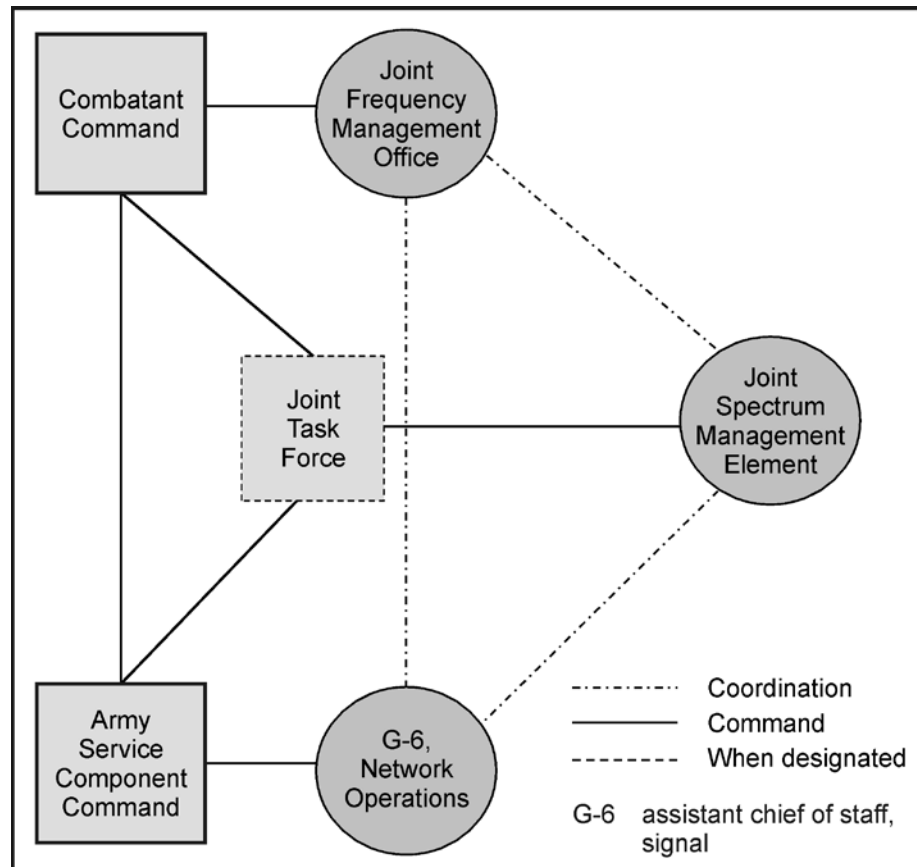 Combatant
Command
Joint
Frequency
Management
Office
Joint
Task
Force
Joint
Spectrum
Management
Element
Army
Service
Component
Command
G-6,
Network
Operations
Coordination
Command
When designated
G-6 assistant chief of staff,
signal